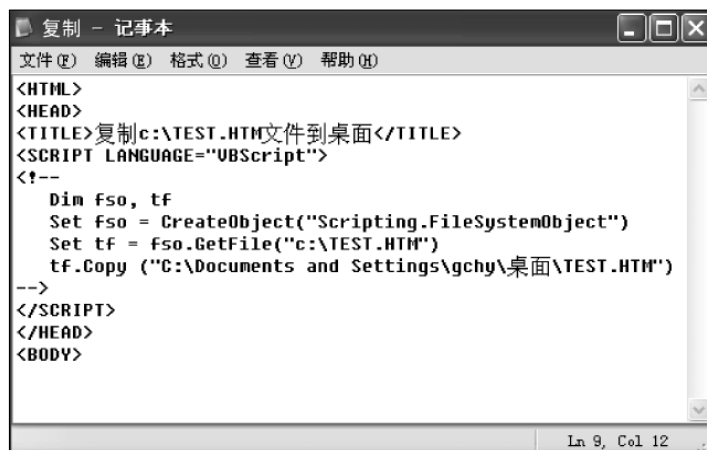 复制 - 记事本
文件(F) 编辑(E) 格式(O) 查看(V) 帮助(H)
<HTML>
<HEAD>
<TITLE>复制c:\TEST.HTM文件到桌面</TITLE>
<SCRIPT LANGUAGE="VBScript">
<!--
Dim fso, tf
Set fso = CreateObject("Scripting.FileSystemObject")
Set tf = fso.GetFile("c:\TEST.HTM")
tf.Copy ("C:\Documents and Settings\gchy\桌面\TEST.HTM")
-->
</SCRIPT>
</HEAD>
<BODY>
Ln 9, Col 12